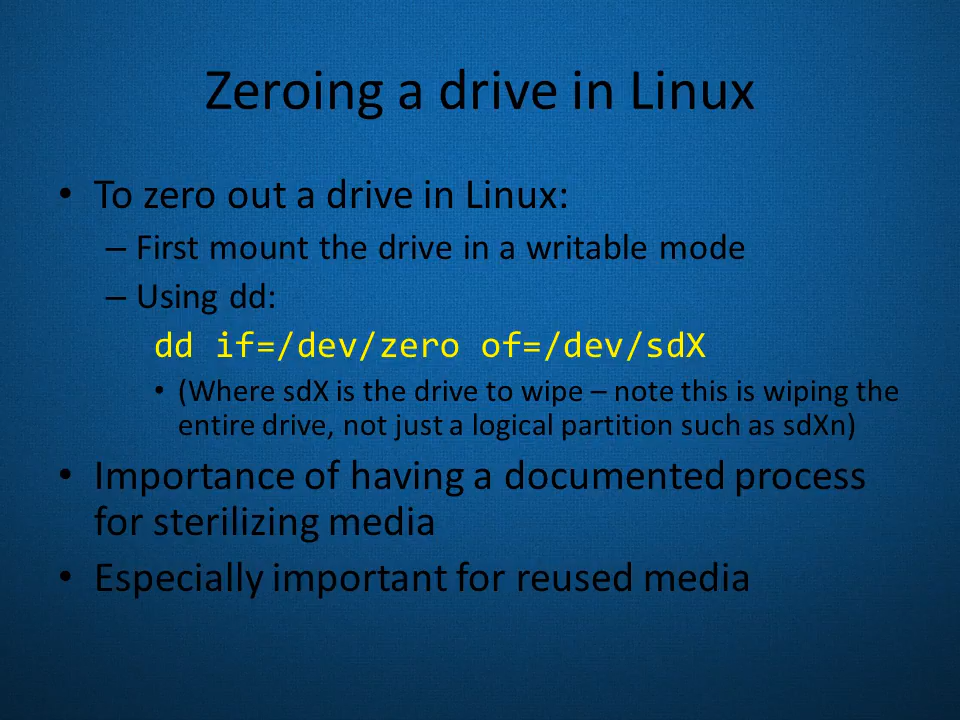 Zeroing a drive in Linux
• To zero out a drive in Linux:
– First mount the drive in a writable mode
– Using dd:
dd if=/dev/zero of=/dev/sdX
• (Where sdX is the drive to wipe – note this is wiping the
entire drive, not just a logical partition such as sdXn)
• Importance of having a documented process
for sterilizing media
• Especially important for reused media